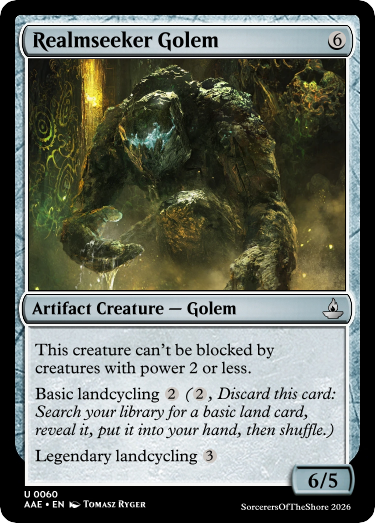 Realmseeker Golem 6
Artifact Creature — Golem
This creature can't be blocked by
creatures with power 2 or less.
Basic landcycling 2 (2, Discard this card:
Search your library for a basic land card,
reveal it, put it into your hand, then shuffle.)
Legendary landcycling 3
6/5
U 0060
AAE • EN Tomasz Ryger
SorcerersOfTheShore 2026